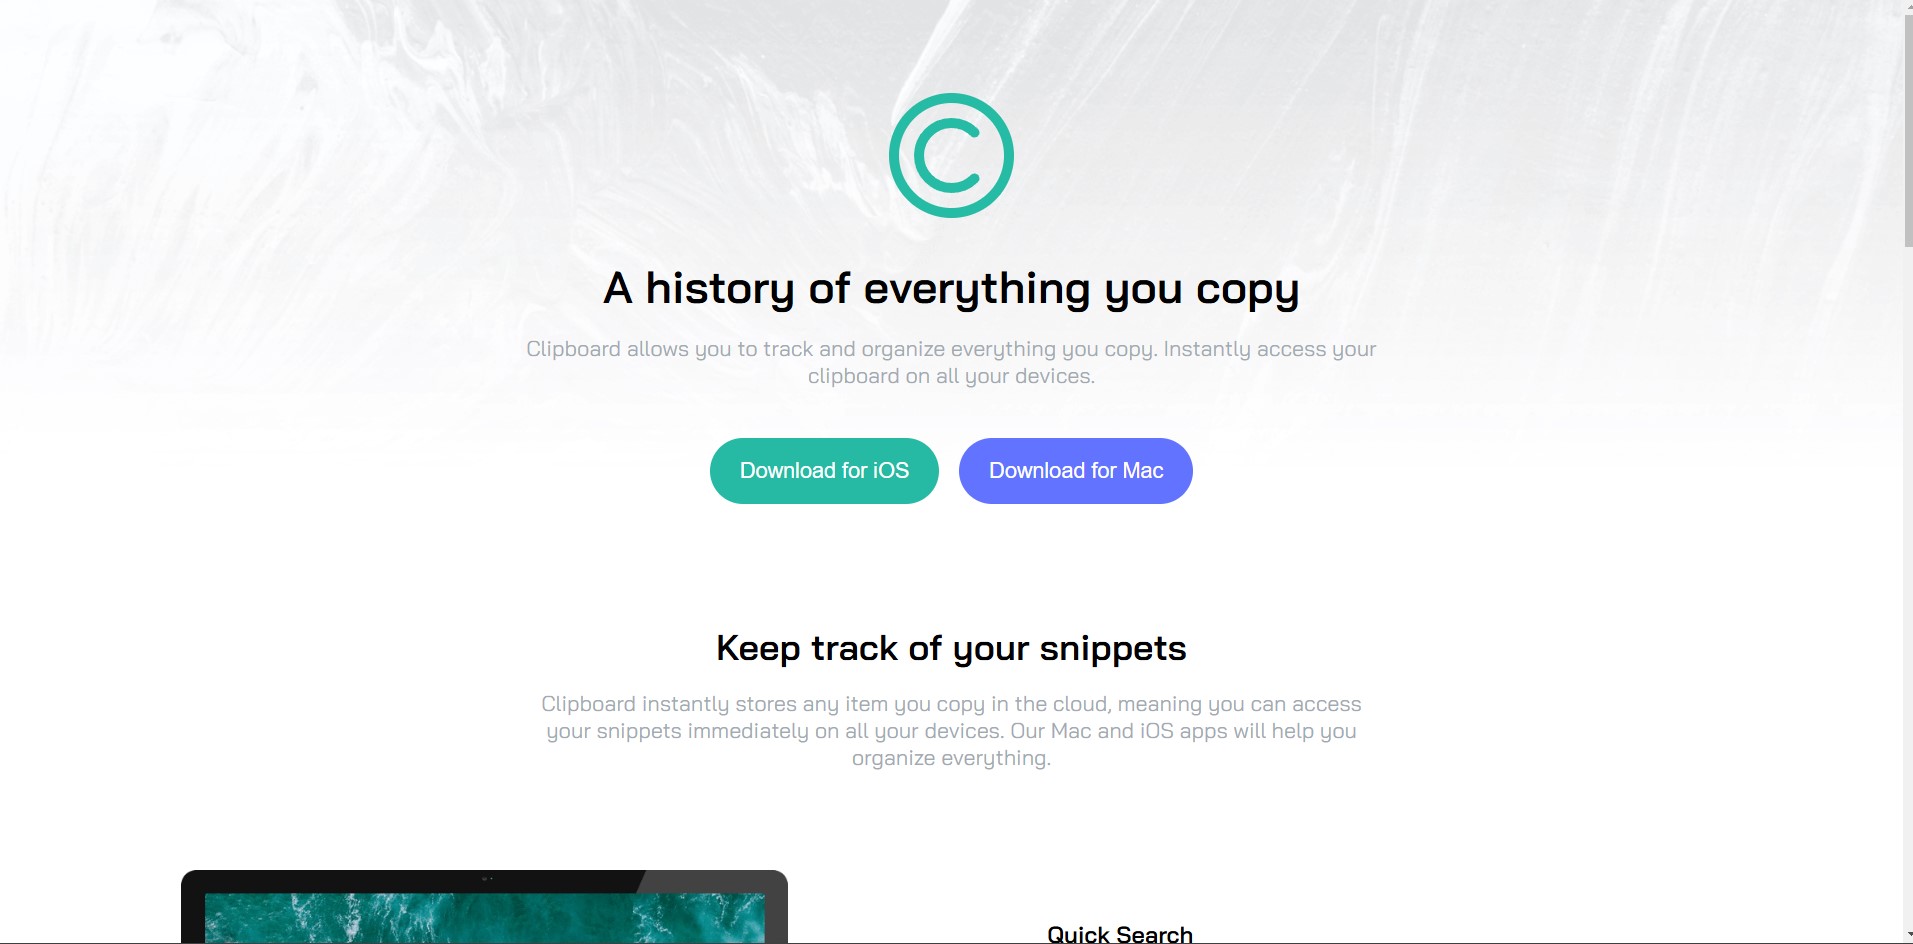 C
A history of everything you copy
Clipboard allows you to track and organize everything you copy. Instantly access your
clipboard on all your devices.
Download for iOS
Download for Mac
Keep track of your snippets
Clipboard instantly stores any item you copy in the cloud, meaning you can access
your snippets immediately on all your devices. Our Mac and iOS apps will help you
organize everything.
Quick Search